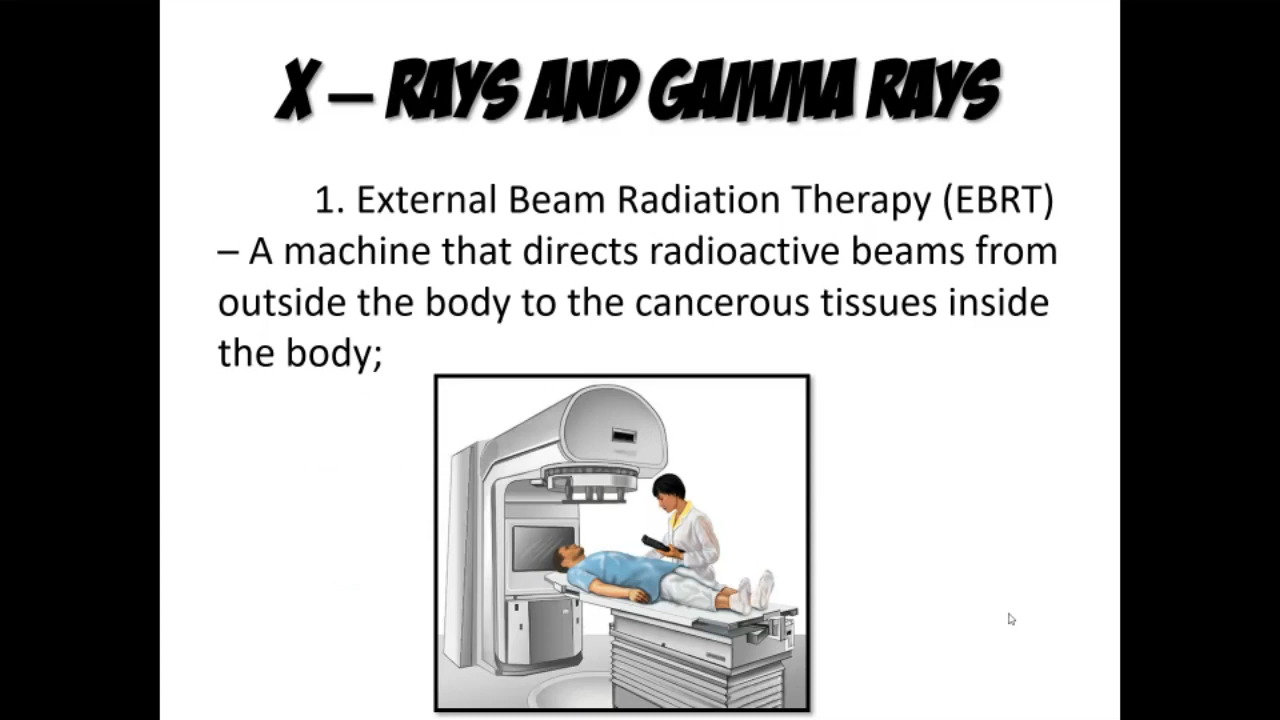 X – RAYS AND GAMMA RAYS
1. External Beam Radiation Therapy (EBRT)
– A machine that directs radioactive beams from
outside the body to the cancerous tissues inside
the body;